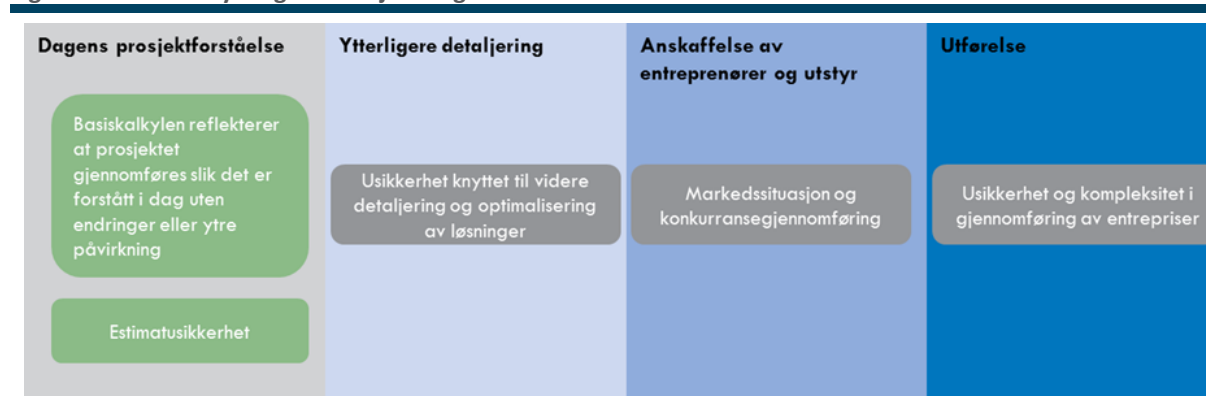 Dagens prosjektforståelse
Basiskalkylen reflekterer
at prosjektet
gjennomføres slik det er
forstått i dag uten
endringer eller ytre
påvirkning
Estimatusikkerhet
Ytterligere detaljering
Usikkerhet knyttet til videre
detaljering og optimalisering
av løsninger
Anskaffelse av
entreprenører og utstyr
Markedssituasjon og
konkurransegjennomføring
Utførelse
Usikkerhet og kompleksitet i
gjennomføring av entrepriser